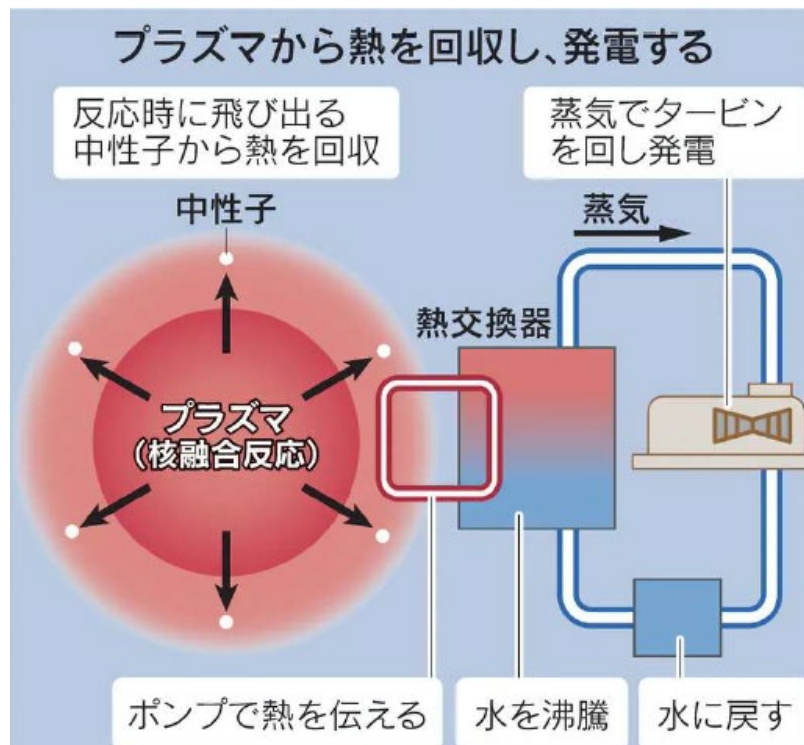 プラズマから熱を回収し、発電する
反応時に飛び出る
中性子から熱を回収
蒸気でタービン
を回し発電
中性子
蒸気
熱交換器
プラズマ
(核融合反応)
ポンプで熱を伝える
水を沸騰
水に戻す